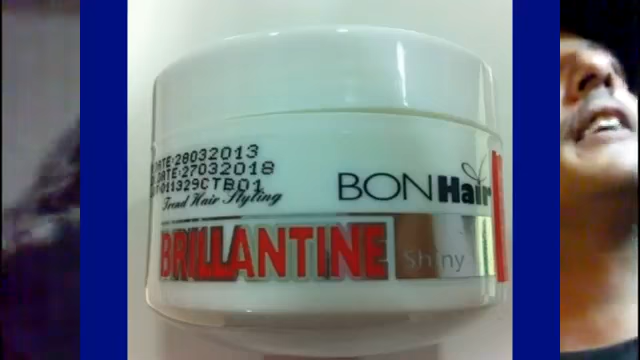 DATE:28032013
DATE:27032018
011329CTB01
Trend Hair Styling
BONHair
BRILLANTINE
Shiny